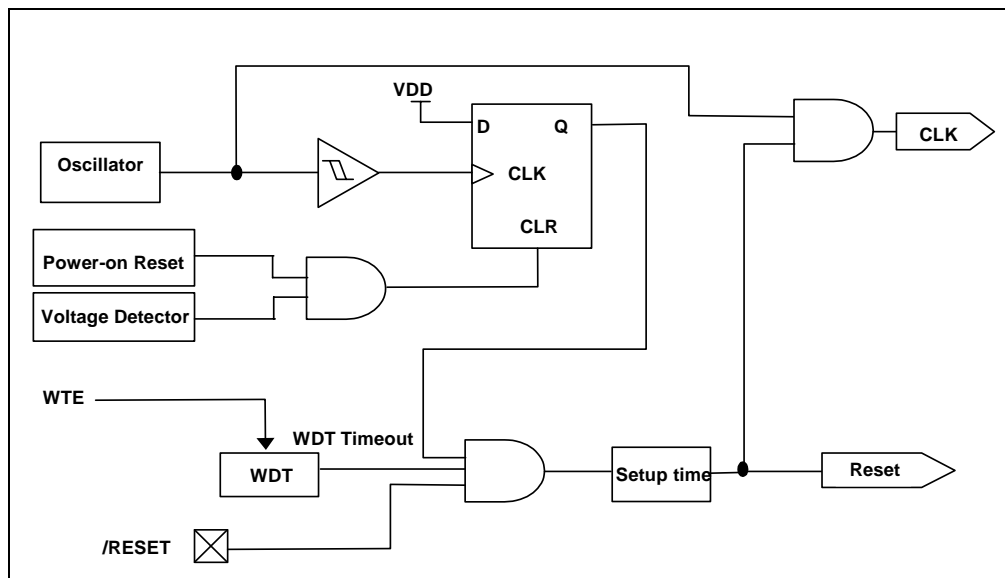 VDD
D
Q
CLK
Oscillator
CLK
CLR
Power-on Reset
Voltage Detector
WTE
WDT Timeout
WDT
Setup time
Reset
/RESET